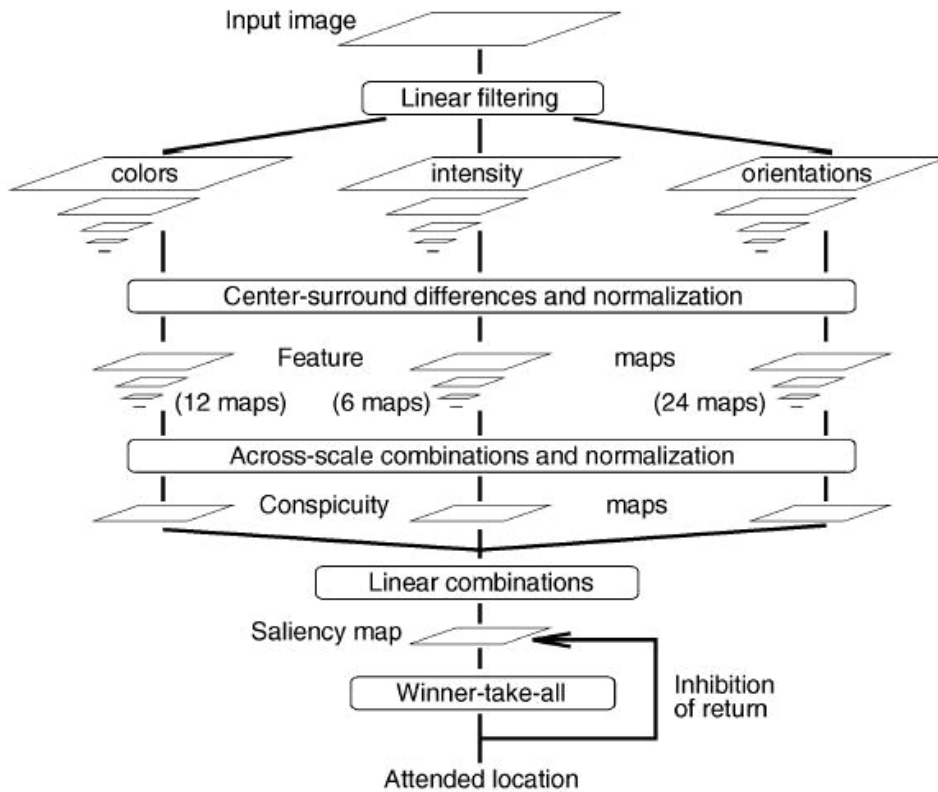 Input image
Linear filtering
colors
intensity
orientations
Center-surround differences and normalization
Feature maps
(12 maps)
(6 maps)
(24 maps)
Across-scale combinations and normalization
Conspicuity maps
Linear combinations
Saliency map
Winner-take-all
Inhibition
of return
Attended location